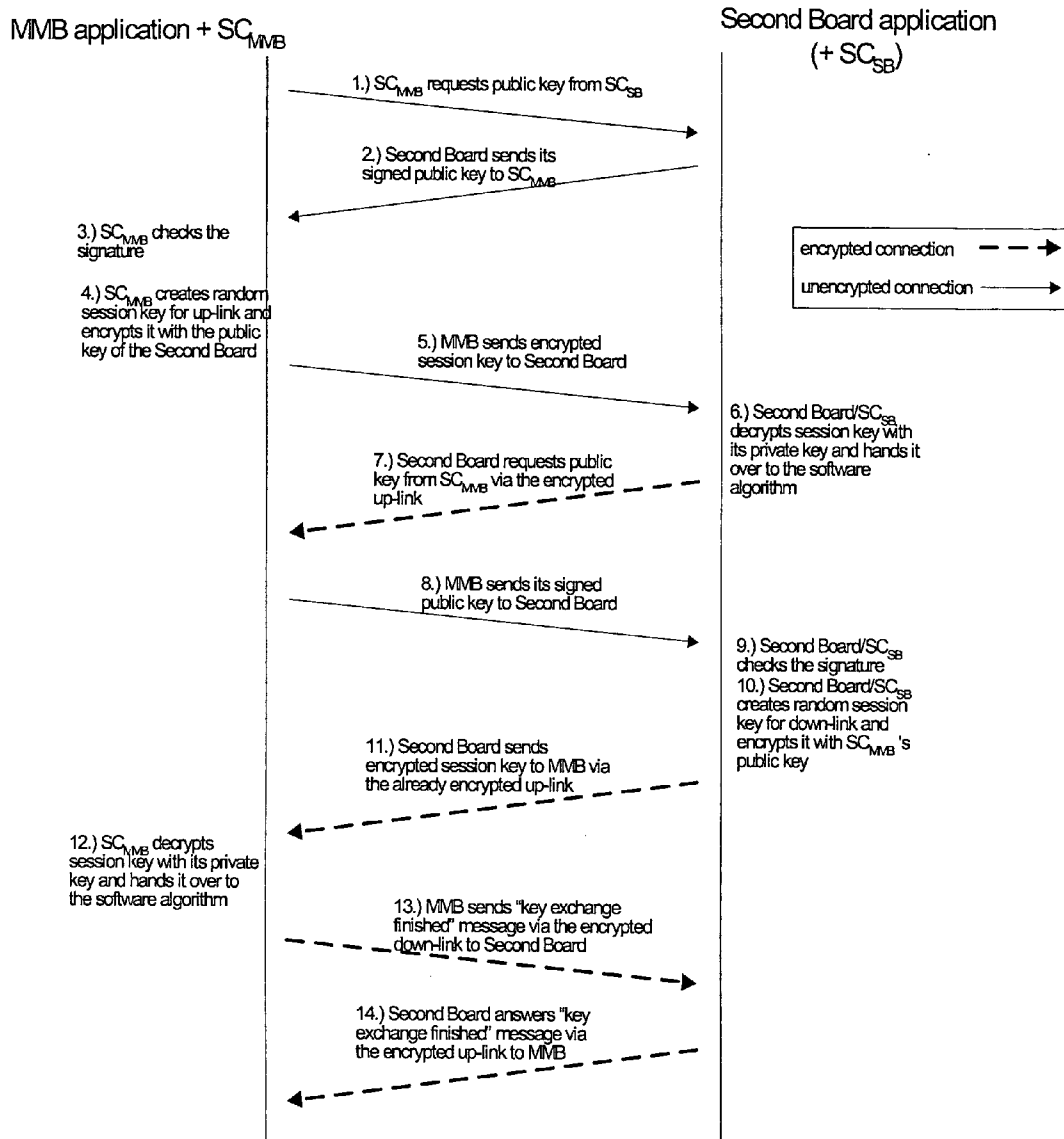 MMB application + SC_MMB
Second Board application
(+ SC_SB)
1.) SC_MMB requests public key from SC_SB
2.) Second Board sends its
signed public key to SC_MMB
3.) SC_MMB checks the
signature
encrypted connection
unencrypted connection
4.) SC_MMB creates random
session key for up-link and
encrypts it with the public
key of the Second Board
5.) MMB sends encrypted
session key to Second Board
6.) Second Board/SC_SB
decrypts session key with
its private key and hands it
over to the software
algorithm
7.) Second Board requests public
key from SC_MMB via the encrypted
up-link
8.) MMB sends its signed
public key to Second Board
9.) Second Board/SC_SB
checks the signature
10.) Second Board/SC_SB
creates random session
key for down-link and
encrypts it with SC_MMB's
public key
11.) Second Board sends
encrypted session key to MMB via
the already encrypted up-link
12.) SC_MMB decrypts
session key with its private
key and hands it over to
the software algorithm
13.) MMB sends "key exchange
finished" message via the encrypted
down-link to Second Board
14.) Second Board answers "key
exchange finished" message via
the encrypted up-link to MMB